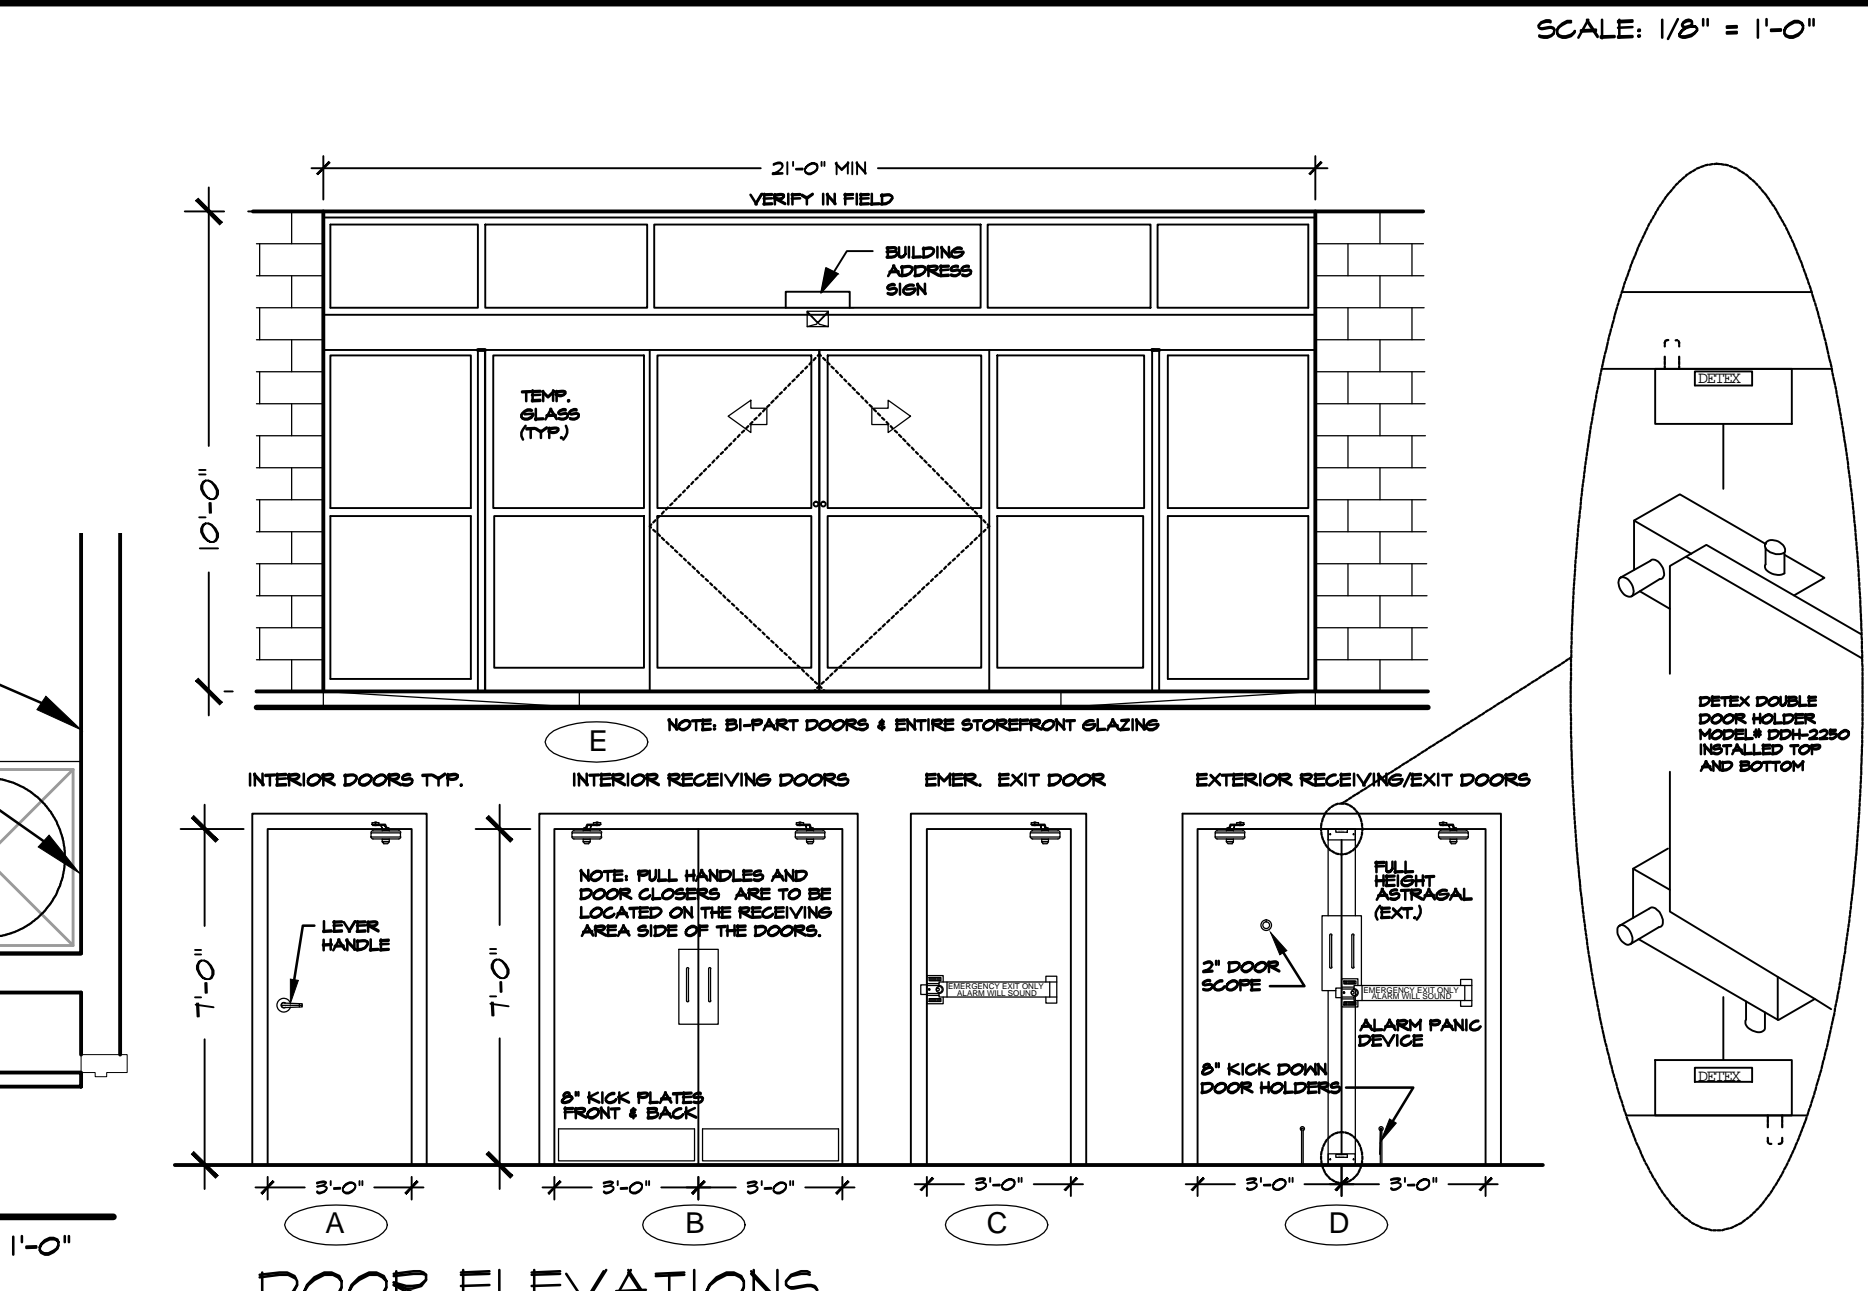 SCALE: 1/8" = 1'-0"
21'-0" MIN
VERIFY IN FIELD
BUILDING
ADDRESS
SIGN
TEMP.
GLASS
(TYP.)
10'-0"
E
NOTE: BI-PART DOORS & ENTIRE STOREFRONT GLAZING
DETEX
DETEX DOUBLE
DOOR HOLDER
MODEL# DDH-2250
INSTALLED TOP
AND BOTTOM
DETEX
INTERIOR DOORS TYP.
INTERIOR RECEIVING DOORS
EMER. EXIT DOOR
EXTERIOR RECEIVING/EXIT DOORS
7'-0"
LEVER
HANDLE
7'-0"
NOTE: PULL HANDLES AND
DOOR CLOSERS ARE TO BE
LOCATED ON THE RECEIVING
AREA SIDE OF THE DOORS.
8" KICK PLATES
FRONT & BACK
EMERGENCY EXIT ONLY
ALARM WILL SOUND
FULL
HEIGHT
ASTRAGAL
(EXT.)
2" DOOR
SCOPE
EMERGENCY EXIT ONLY
ALARM WILL SOUND
ALARM PANIC
DEVICE
8" KICK DOWN
DOOR HOLDERS
3'-0"
3'-0"
3'-0"
3'-0"
3'-0"
3'-0"
A
B
C
D
1'-0"
DOOR ELEVATIONS